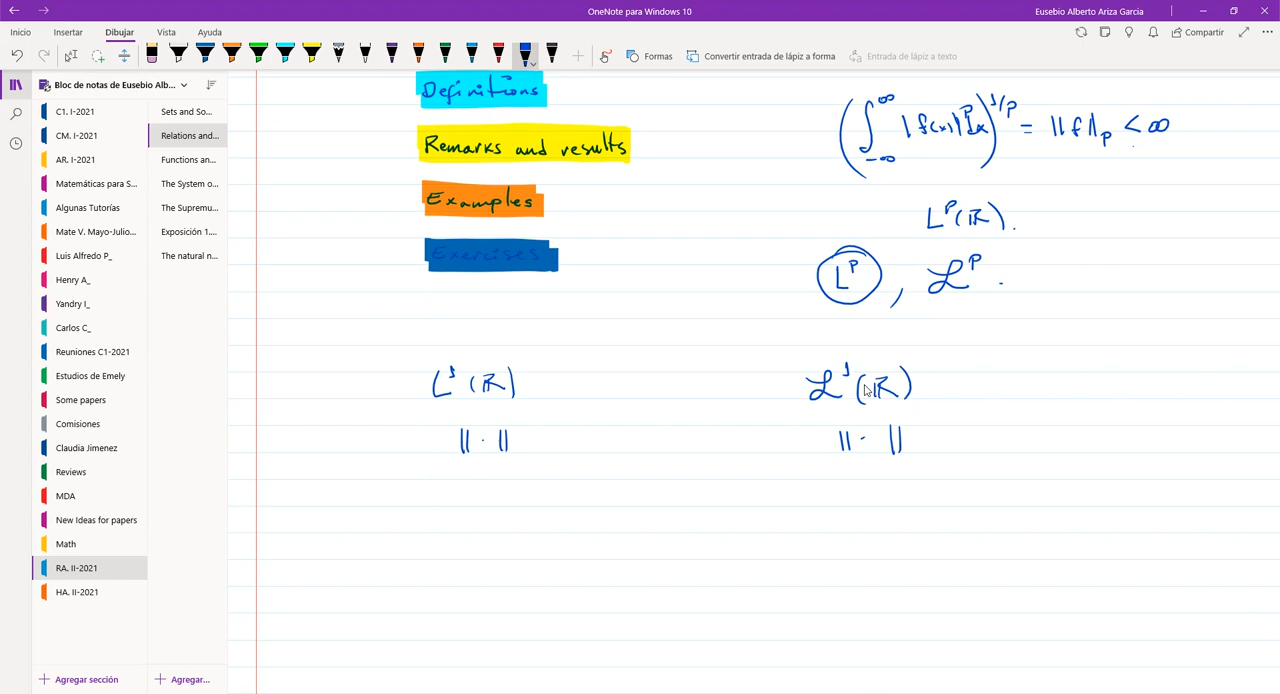 OneNote para Windows 10
Eusebio Alberto Ariza Garcia
Inicio Insertar Dibujar Vista Ayuda
Compartir
Formas
Convertir entrada de lápiz a forma
Entrada de lápiz a texto
Bloc de notas de Eusebio Alb...
C1. I-2021
CM. I-2021
AR. I-2021
Matemáticas para S...
Algunas Tutorías
Mate V. Mayo-Julio...
Luis Alfredo P_
Henry A_
Yandry I_
Carlos C_
Reuniones C1-2021
Estudios de Emely
Some papers
Comisiones
Claudia Jimenez
Reviews
MDA
New Ideas for papers
Math
RA. II-2021
HA. II-2021
Agregar sección
Sets and So...
Relations and...
Functions an...
The System o...
The Supremu...
Exposición 1....
The natural n...
Agregar...
Definitions
Remarks and results
Examples
Exercises
(∫_{-∞}^{∞} |f(x)|^p dx)^{1/p} = ||f||_p < ∞
L^p(ℝ).
L^p , ℒ^p .
L^1(ℝ)
ℒ^1(ℝ)
|| · ||
|| · ||